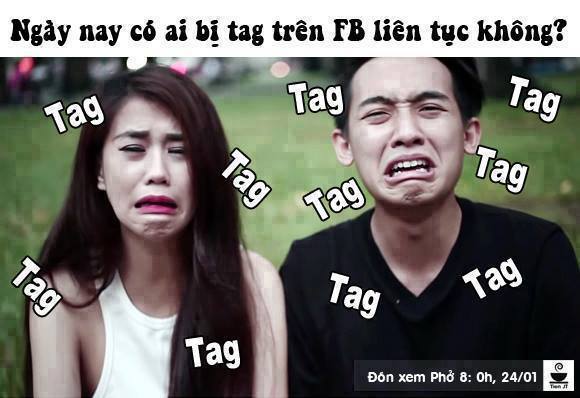 Ngày nay có ai bị tag trên FB liên tục không?
Tag
Tag
Tag
Tag
Tag
Tag
Tag
Tag
Tag
Tag
Đón xem Phở 8: 0h, 24/01
Tien JT